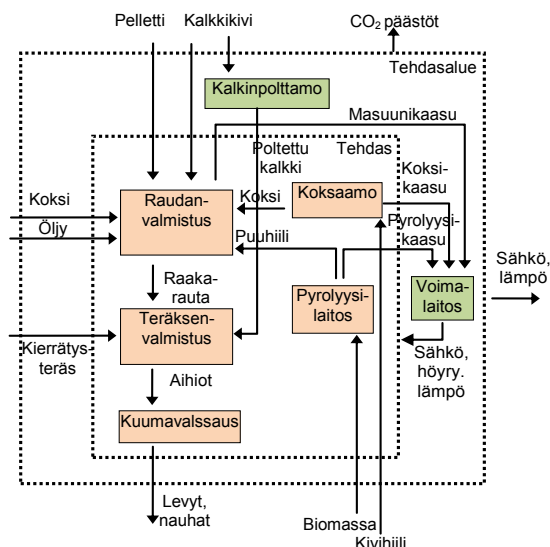 Pelletti
Kalkkikivi
CO₂ päästöt
Tehdasalue
Kalkinpolttamo
Masuunikaasu
Poltettu
kalkki
Tehdas
Koksi-
kaasu
Koksi
Öljy
Raudan-
valmistus
Koksi
Koksaamo
Pyrolyysi-
kaasu
Puuhiili
Sähkö,
lämpö
Raaka-
rauta
Pyrolyysi-
laitos
Voima-
laitos
Kierrätys-
teräs
Teräksen-
valmistus
Sähkö,
höyry.
lämpö
Aihiot
Kuumavalssaus
Levyt,
nauhat
Biomassa
Kivihiili